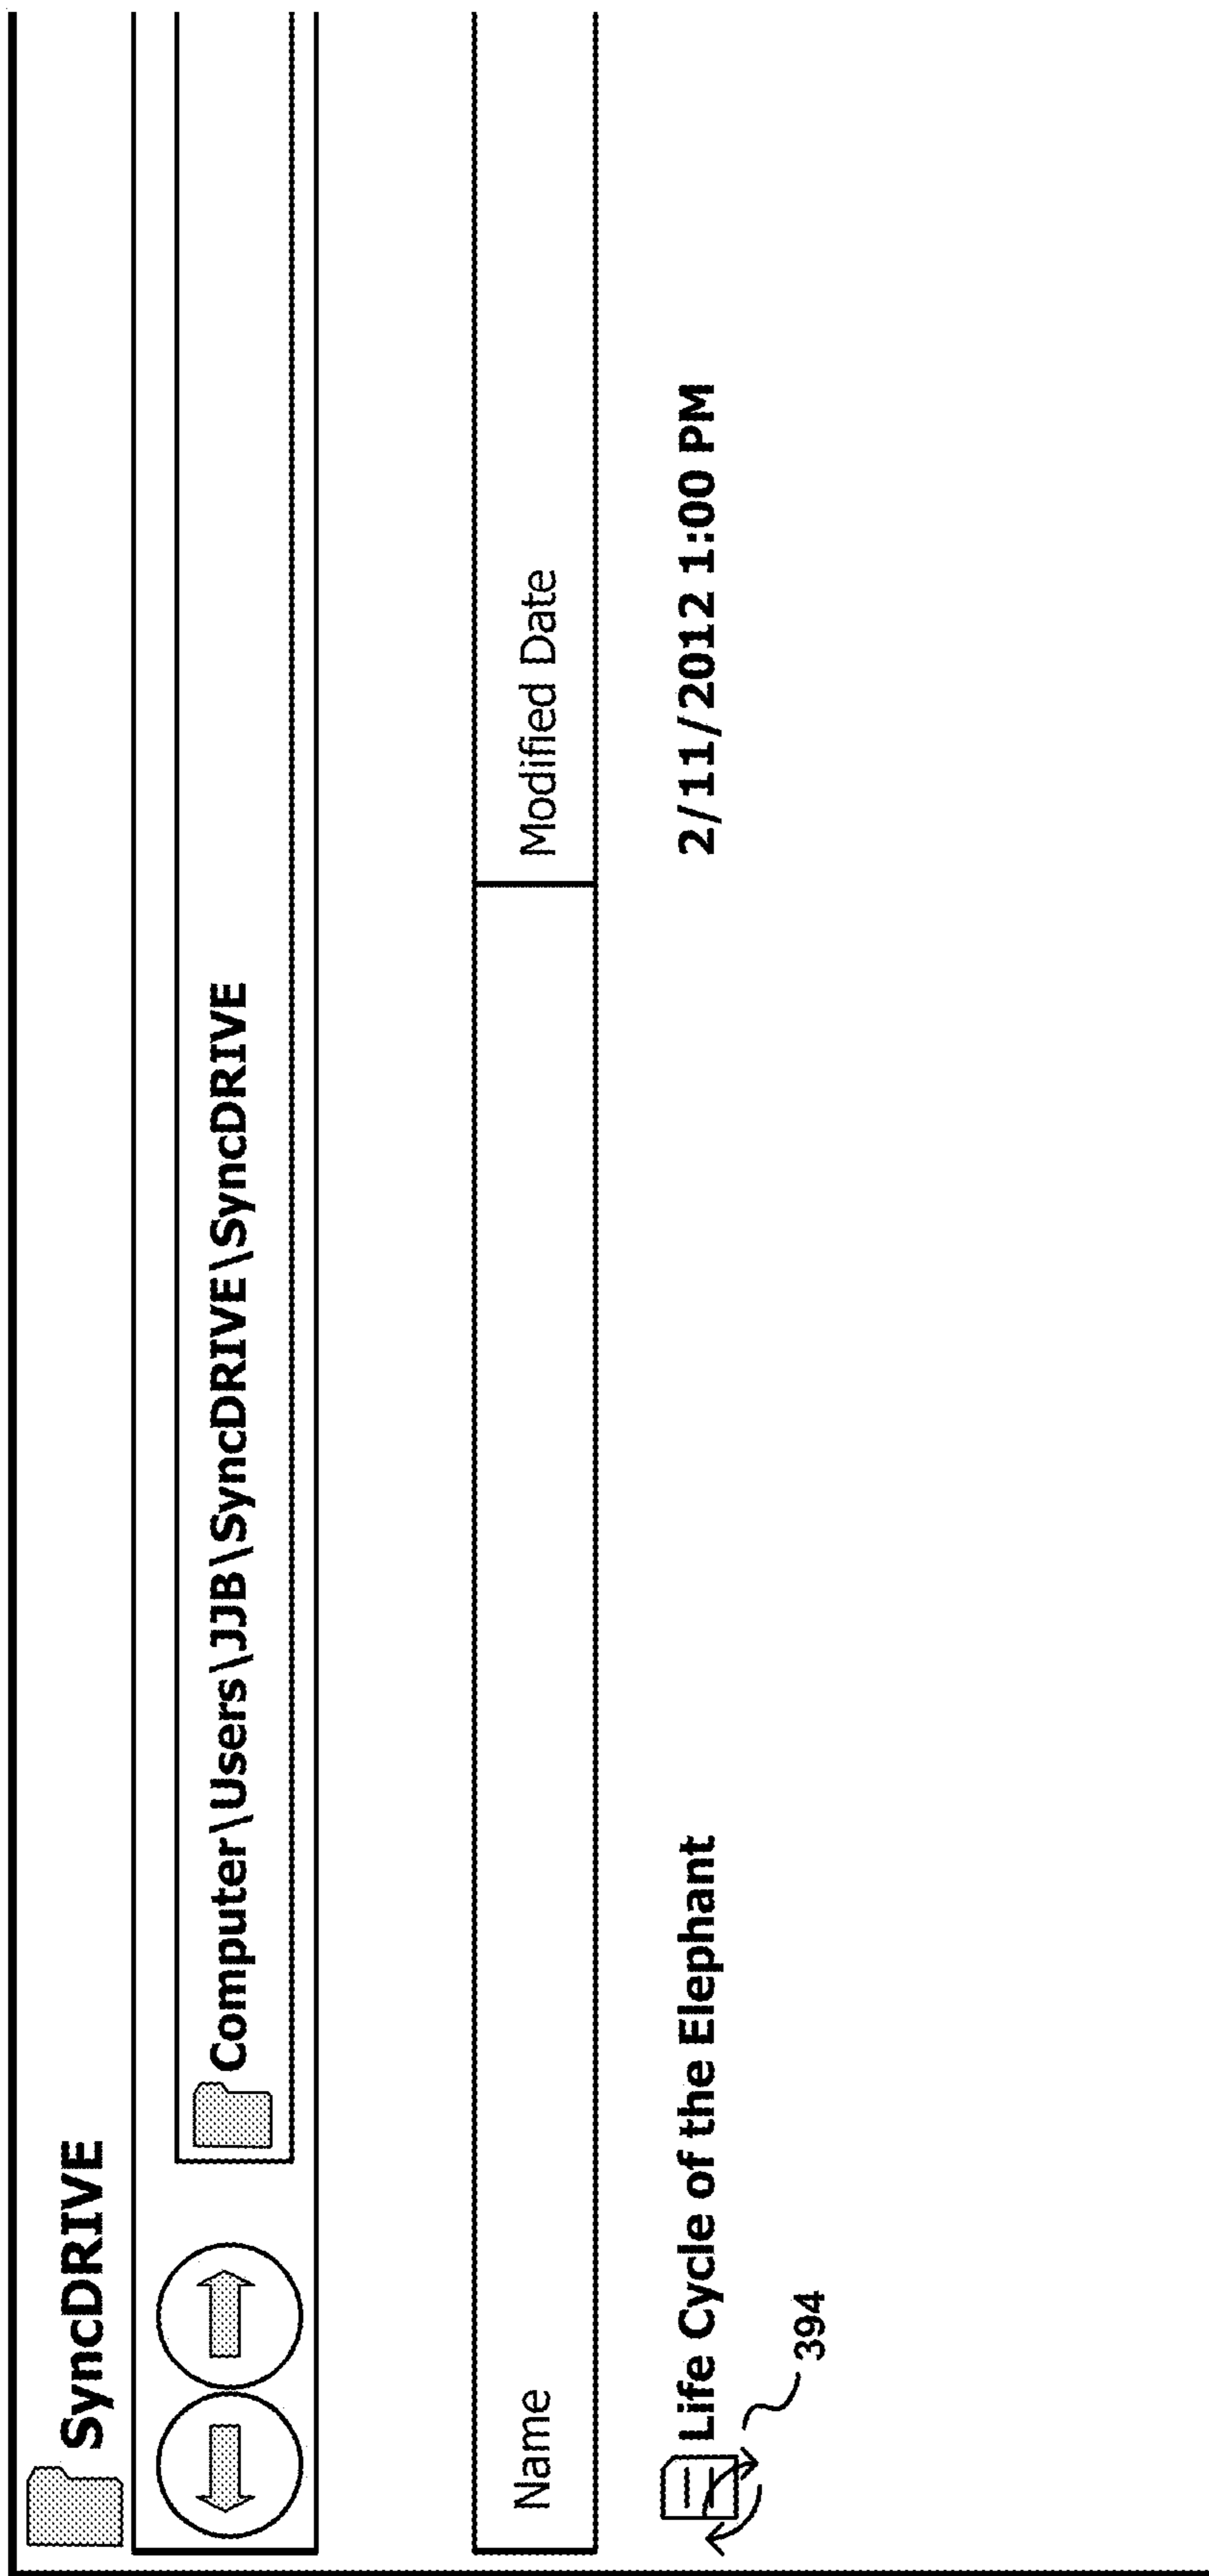 SyncDRIVE
Computer\Users\JJB\SyncDRIVE\SyncDRIVE
Name Modified Date
Life Cycle of the Elephant 2/11/2012 1:00 PM
394